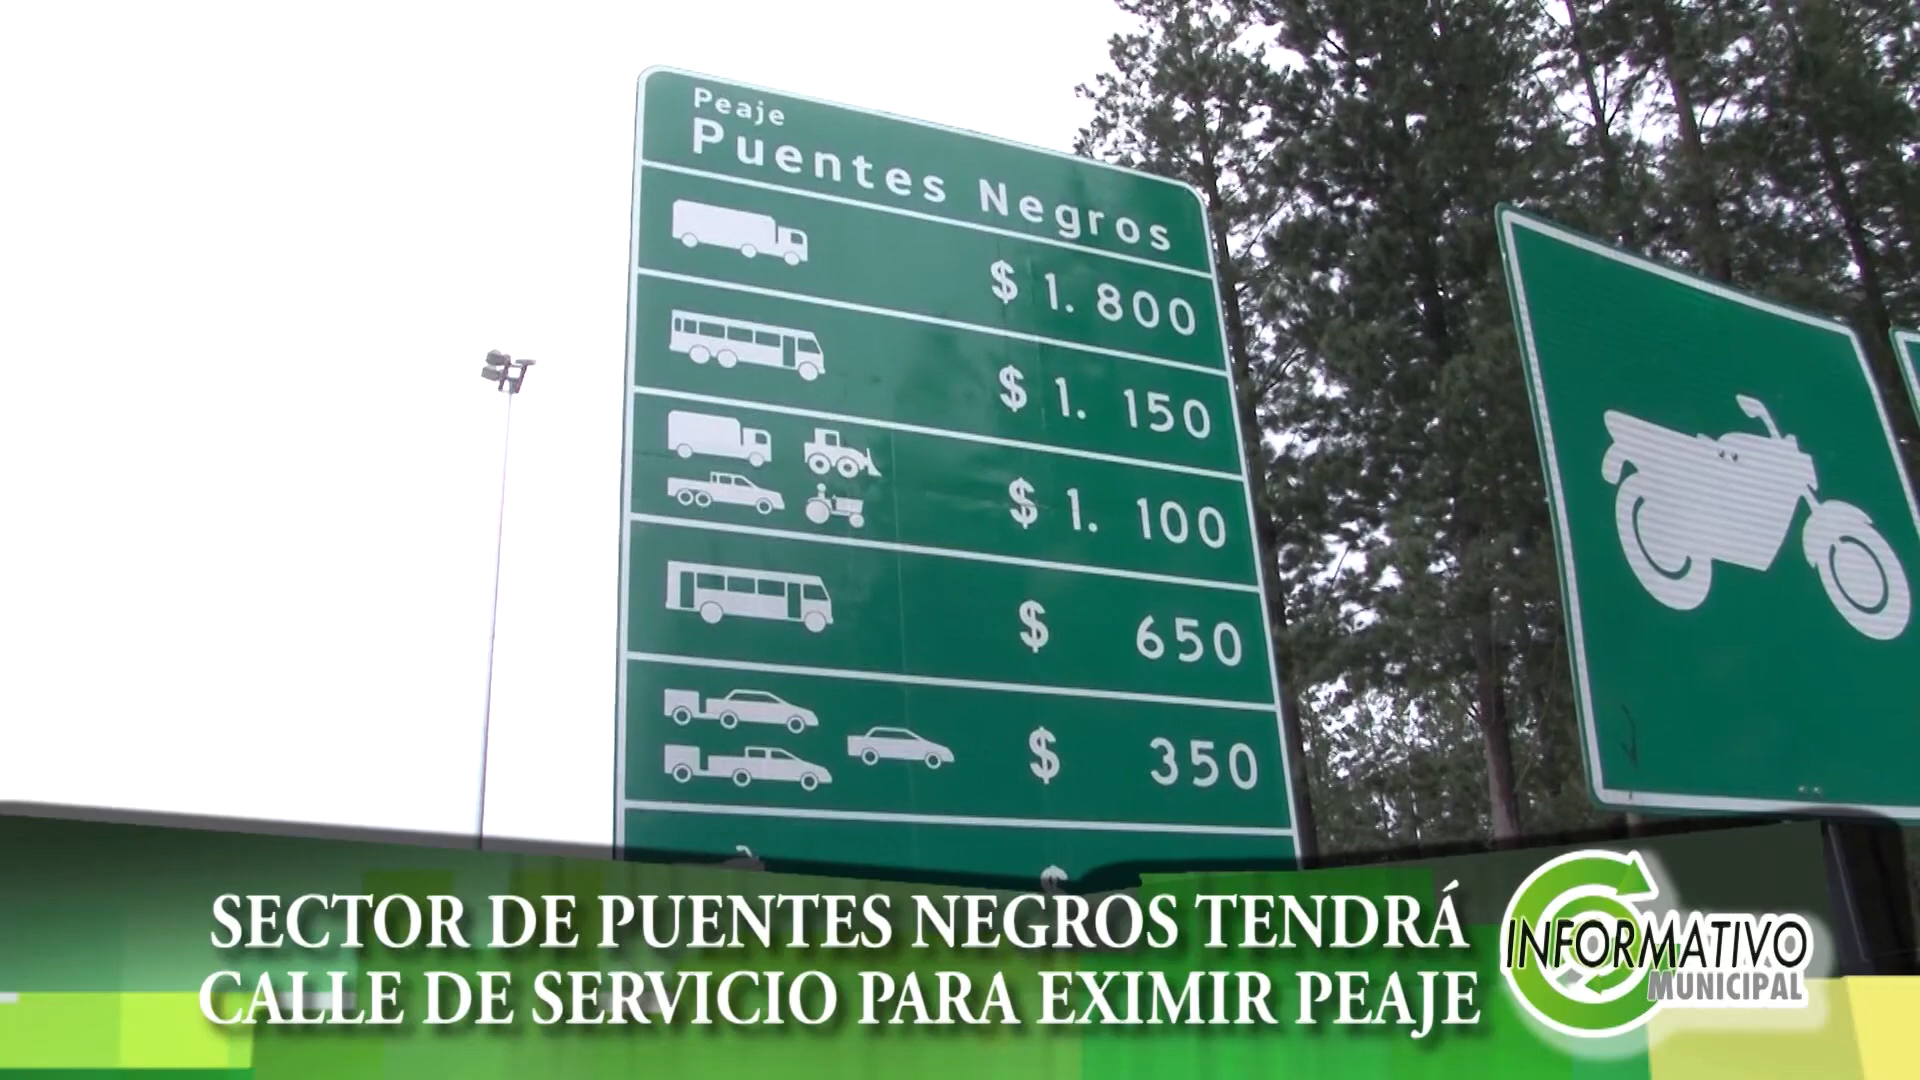 Peaje
Puentes Negros
$ 1. 800
$ 1. 150
$ 1. 100
$ 650
$ 350
$
SECTOR DE PUENTES NEGROS TENDRÁ
CALLE DE SERVICIO PARA EXIMIR PEAJE
INFORMATIVO
MUNICIPAL